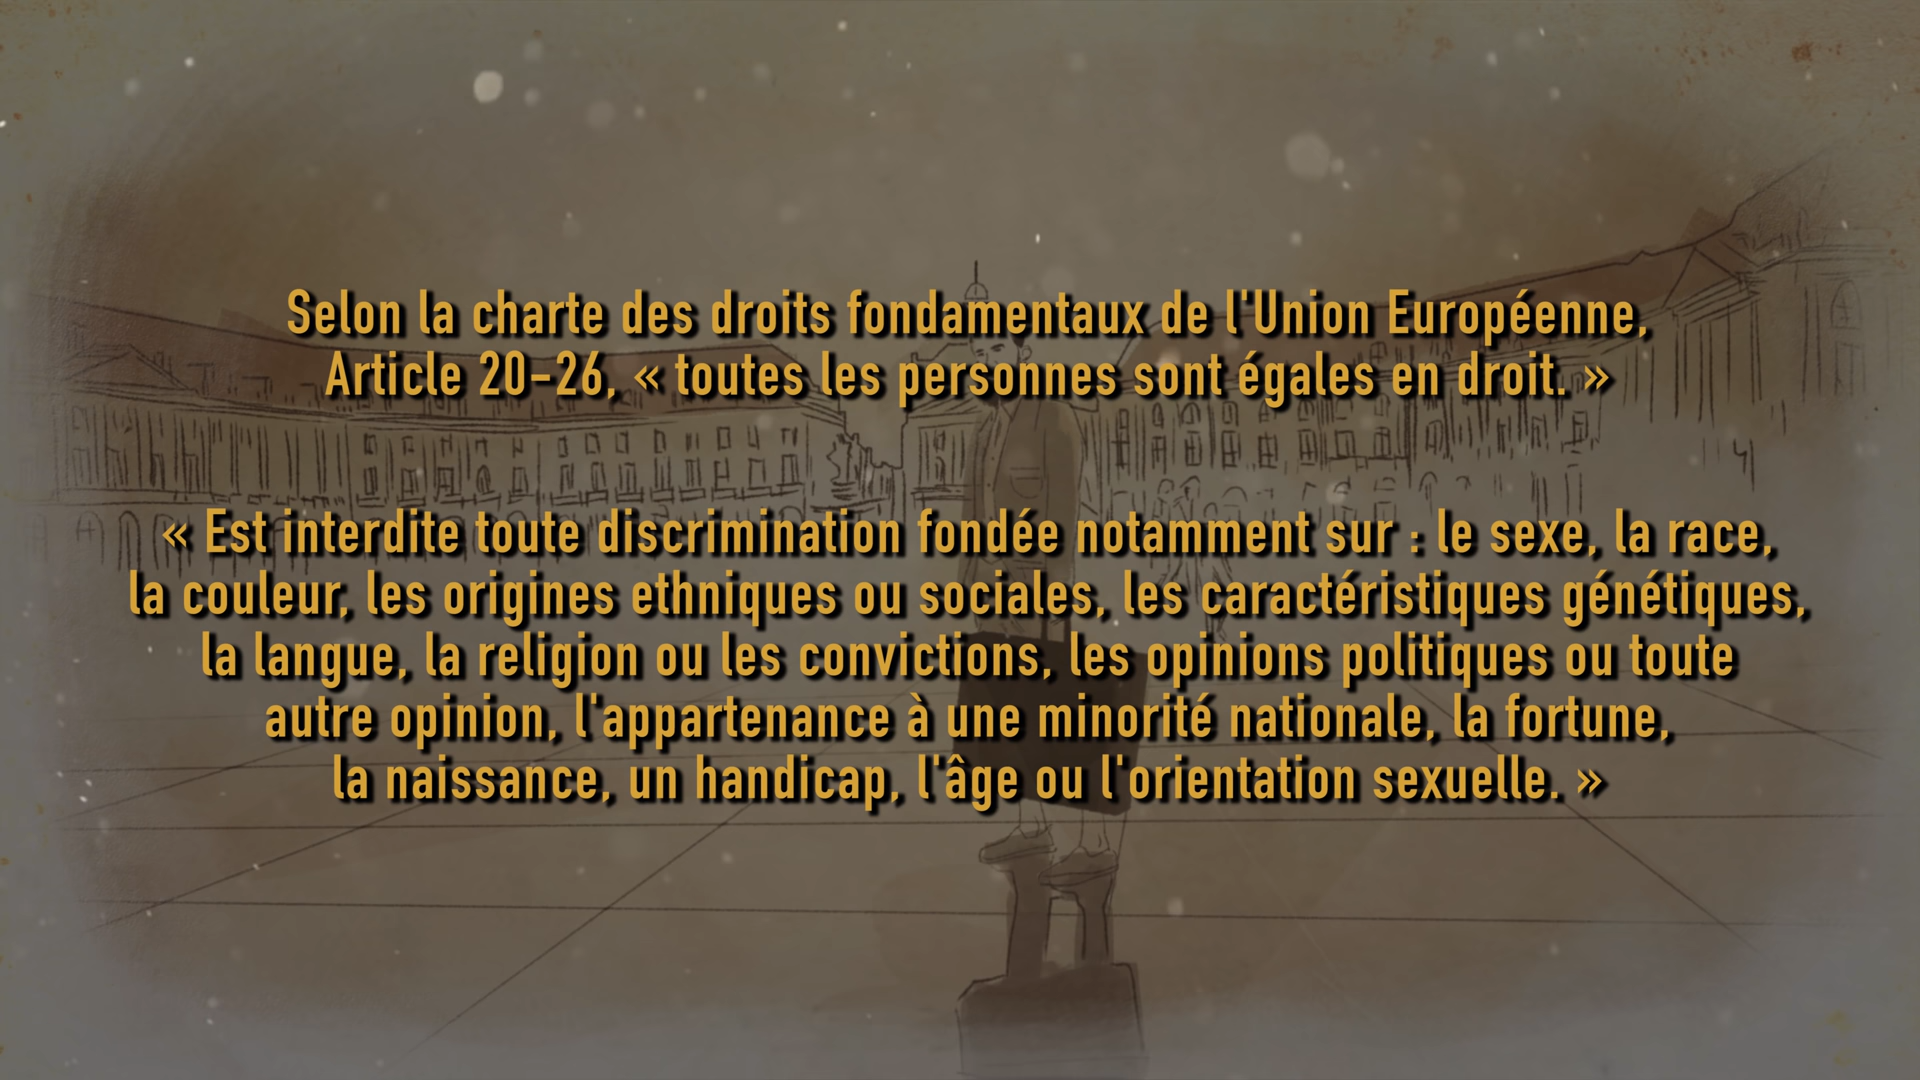 Selon la charte des droits fondamentaux de l'Union Européenne,
Article 20-26, « toutes les personnes sont égales en droit. »
« Est interdite toute discrimination fondée notamment sur : le sexe, la race,
la couleur, les origines ethniques ou sociales, les caractéristiques génétiques,
la langue, la religion ou les convictions, les opinions politiques ou toute
autre opinion, l'appartenance à une minorité nationale, la fortune,
la naissance, un handicap, l'âge ou l'orientation sexuelle. »